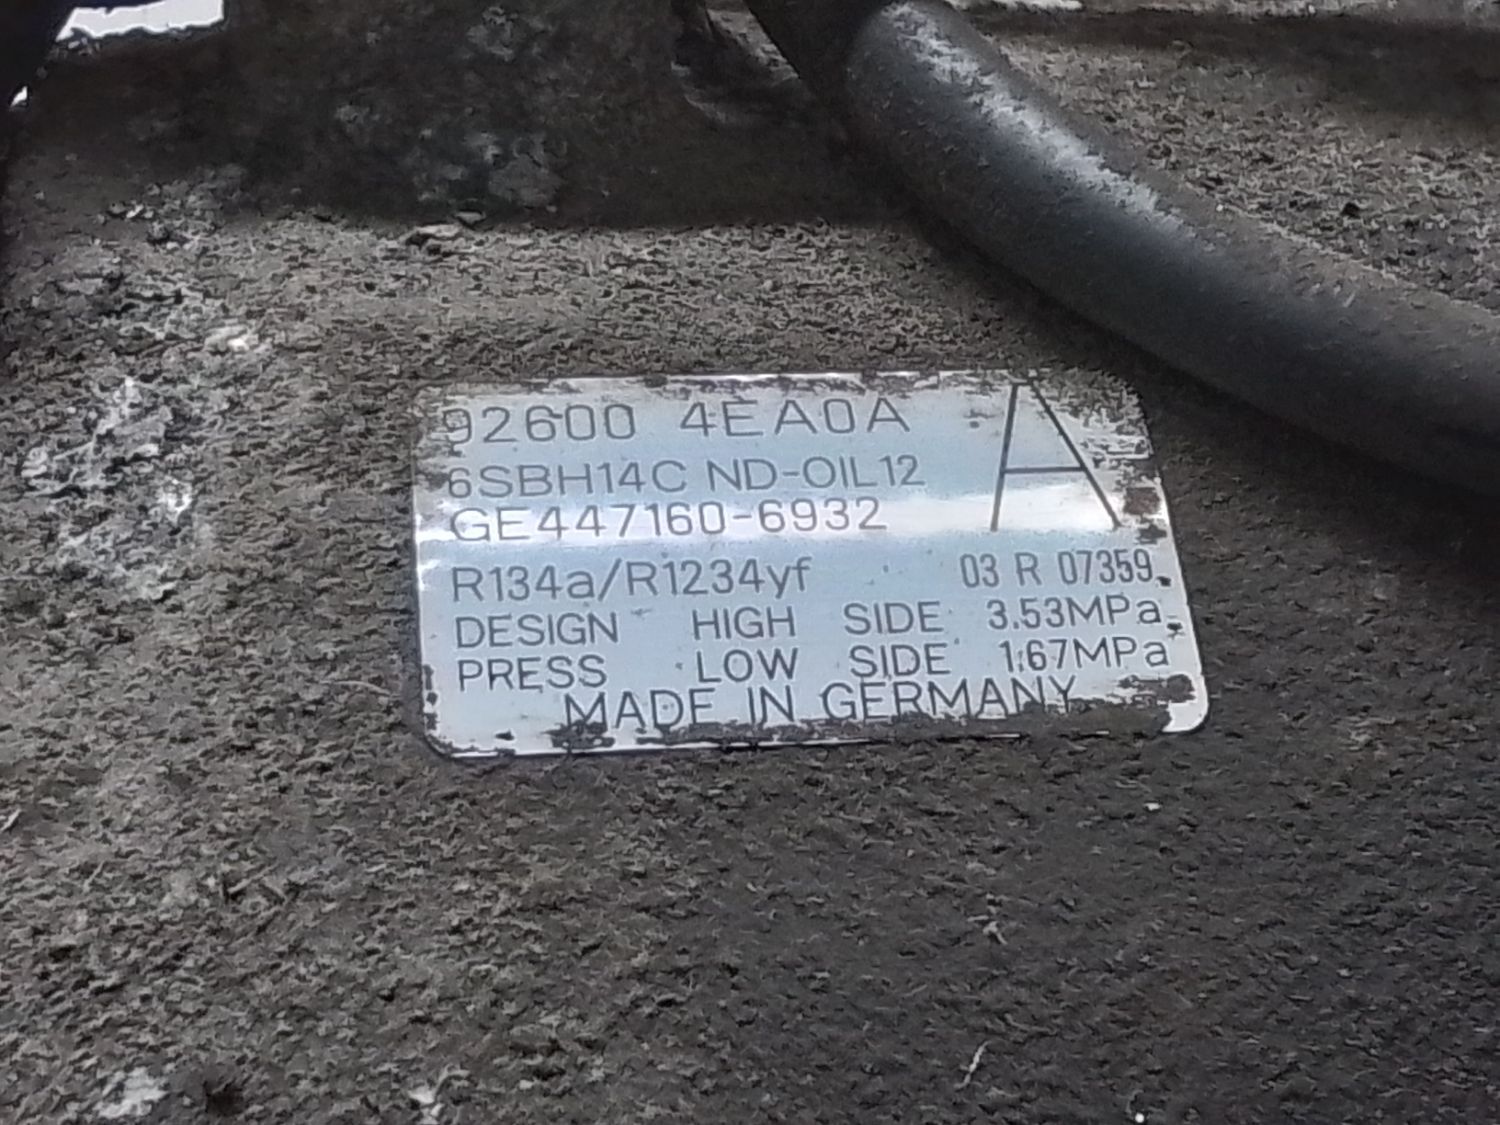 92600 4EA0A
A
6SBH14C ND-OIL12
GE447160-6932
R134a/R1234yf 03 R 07359
DESIGN HIGH SIDE 3.53MPa
PRESS LOW SIDE 1.67MPa
MADE IN GERMANY